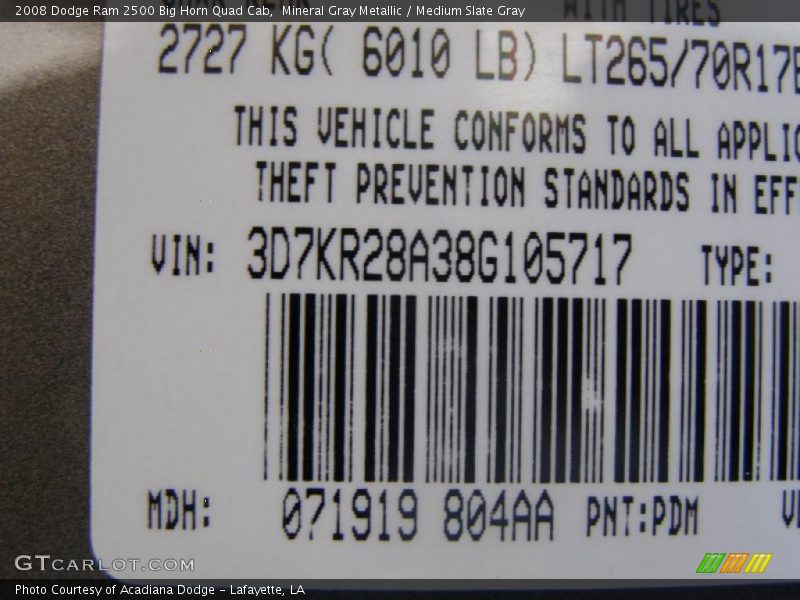 2008 Dodge Ram 2500 Big Horn Quad Cab, Mineral Gray Metallic / Medium Slate Gray
WITH TIRES
2727 KG( 6010 LB) LT265/70R17E
THIS VEHICLE CONFORMS TO ALL APPLIC
THEFT PREVENTION STANDARDS IN EFF
VIN: 3D7KR28A38G105717 TYPE:
MDH: 071919 804AA PNT:PDM
GTCARLOT.COM
Photo Courtesy of Acadiana Dodge - Lafayette, LA